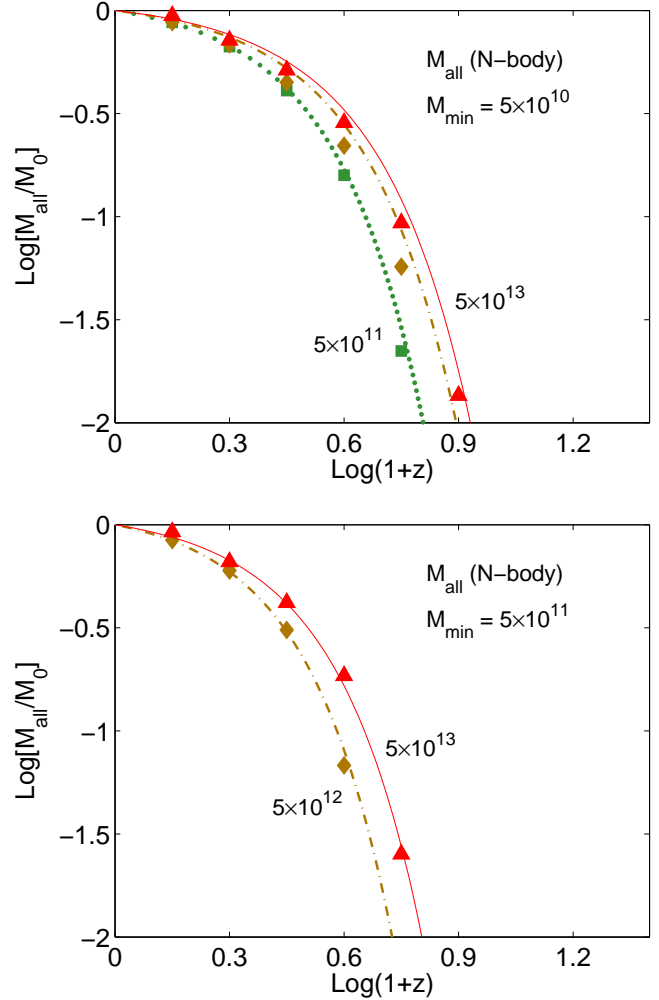 0
−0.5
−1
−1.5
−2
Log[M_all/M_0]
M_all (N−body)
M_min = 5×10^10
5×10^13
5×10^11
0 0.3 0.6 0.9 1.2
Log(1+z)
0
−0.5
−1
−1.5
−2
Log[M_all/M_0]
M_all (N−body)
M_min = 5×10^11
5×10^13
5×10^12
0 0.3 0.6 0.9 1.2
Log(1+z)